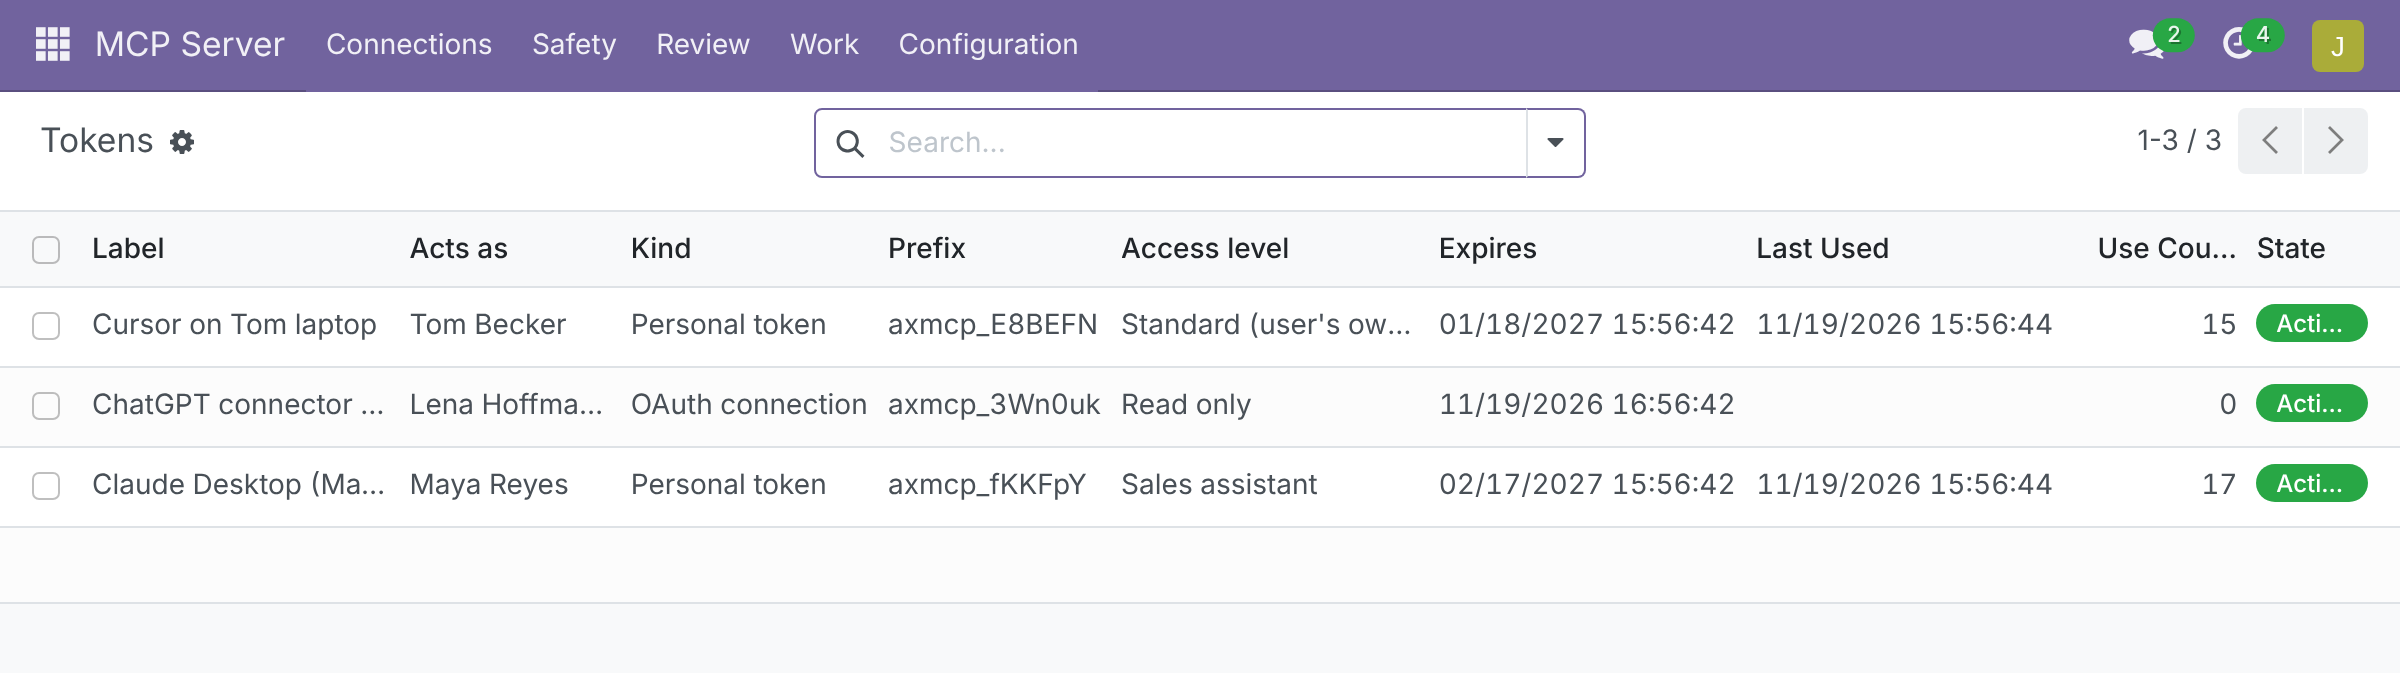 MCP Server Connections Safety Review Work Configuration 2 4 J
Tokens Search... 1-3 / 3
Label Acts as Kind Prefix Access level Expires Last Used Use Cou... State
Cursor on Tom laptop Tom Becker Personal token axmcp_E8BEFN Standard (user's ow... 01/18/2027 15:56:42 11/19/2026 15:56:44 15 Acti...
ChatGPT connector ... Lena Hoffma... OAuth connection axmcp_3Wn0uk Read only 11/19/2026 16:56:42 0 Acti...
Claude Desktop (Ma... Maya Reyes Personal token axmcp_fKKFpY Sales assistant 02/17/2027 15:56:42 11/19/2026 15:56:44 17 Acti...